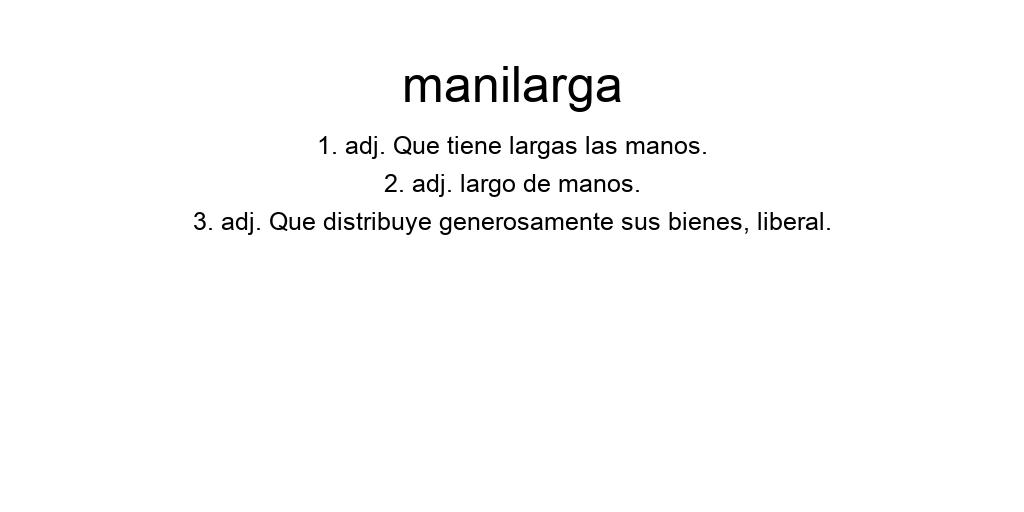 manilarga
1. adj. Que tiene largas las manos.
2. adj. largo de manos.
3. adj. Que distribuye generosamente sus bienes, liberal.